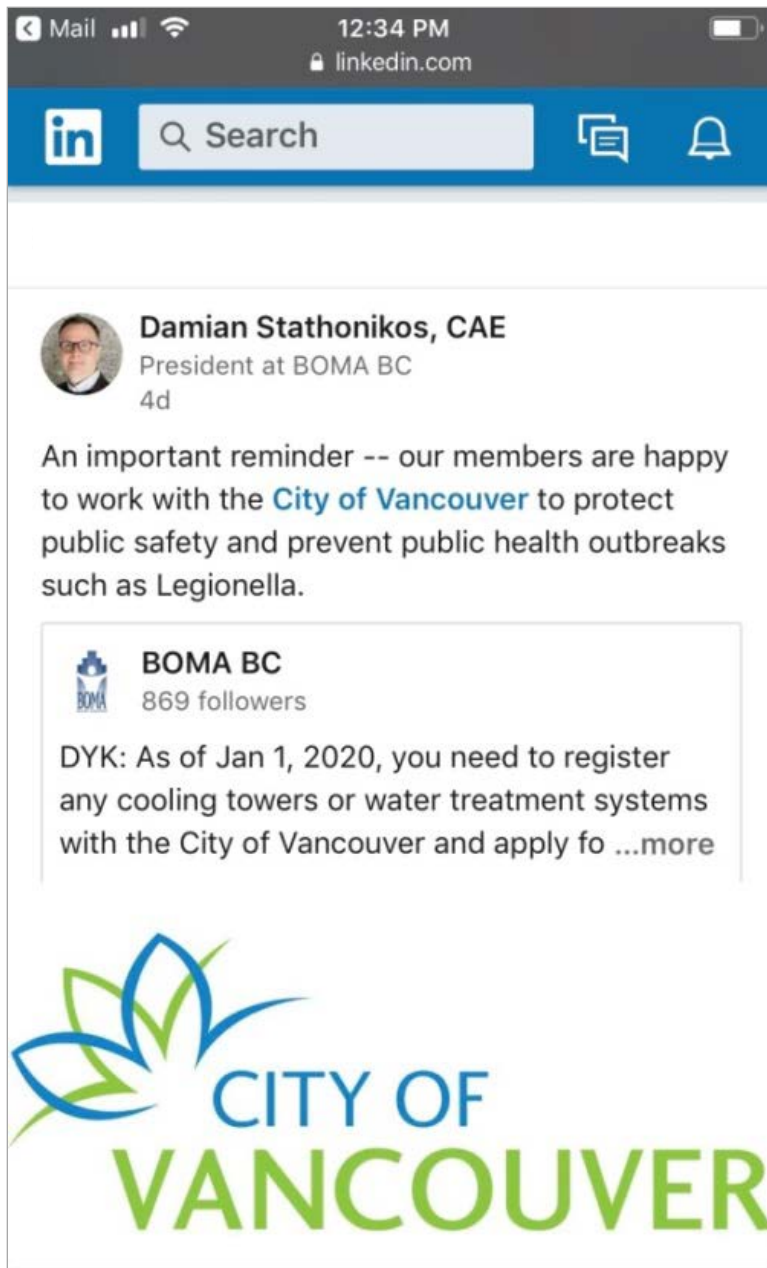 Mail
12:34 PM
linkedin.com
in
Search
Damian Stathonikos, CAE
President at BOMA BC
4d
An important reminder -- our members are happy
to work with the City of Vancouver to protect
public safety and prevent public health outbreaks
such as Legionella.
BOMA
BOMA BC
869 followers
DYK: As of Jan 1, 2020, you need to register
any cooling towers or water treatment systems
with the City of Vancouver and apply fo ...more
CITY OF
VANCOUVER